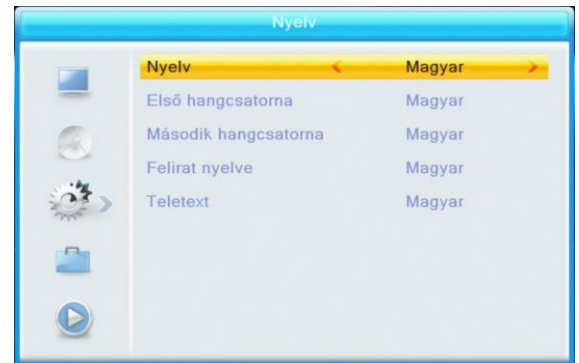 Nyelv
Nyelv Magyar
Első hangcsatorna Magyar
Második hangcsatorna Magyar
Felirat nyelve Magyar
Teletext Magyar